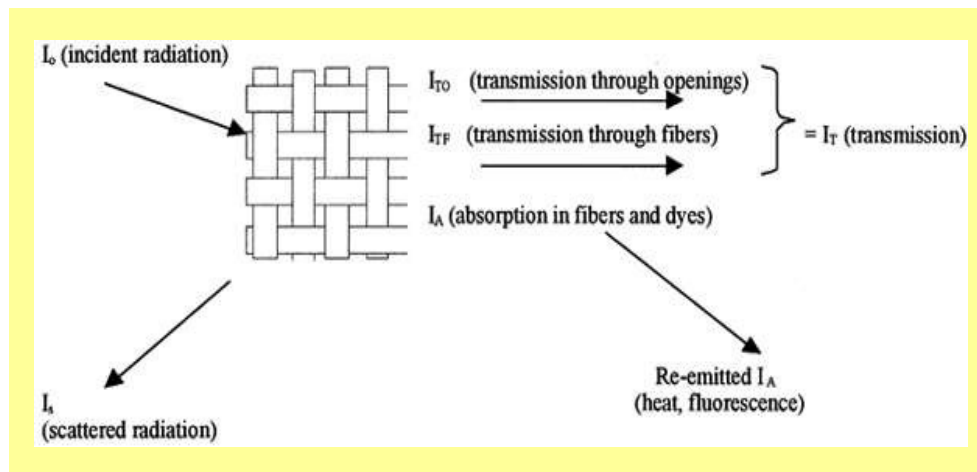 Iₒ (incident radiation)
I_TO (transmission through openings)
I_TF (transmission through fibers)
= I_T (transmission)
I_A (absorption in fibers and dyes)
Re-emitted I_A
(heat, fluorescence)
I_s
(scattered radiation)